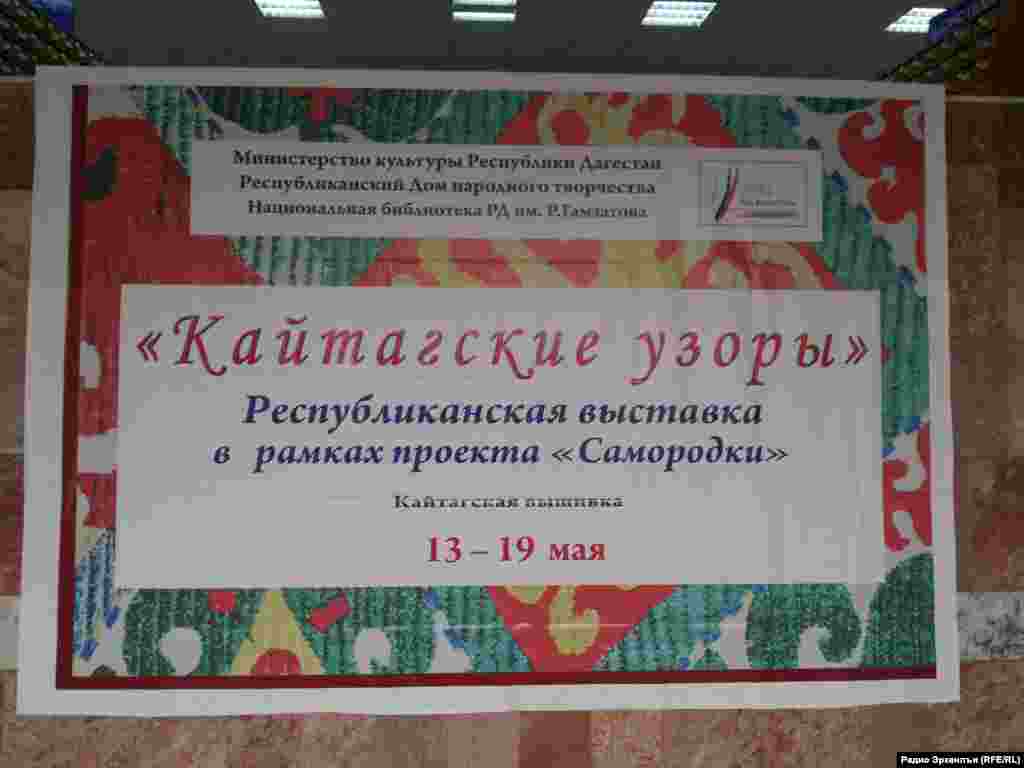 Министерство культуры Республики Дагестан
Республиканский Дом народного творчества
Национальная библиотека РД им. Р.Гамзатова
«Кайтагские узоры»
Республиканская выставка
в рамках проекта «Самородки»
Кайтагская вышивка
13 – 19 мая
Радио Эркенлъи (RFE/RL)